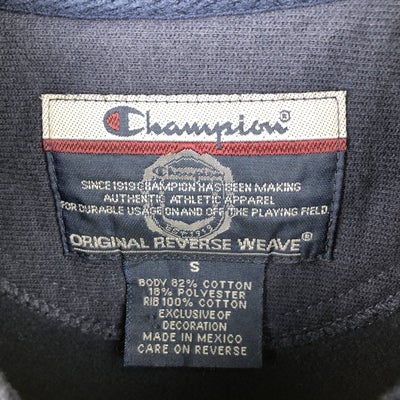 Champion®
SINCE 1919 CHAMPION HAS BEEN MAKING
AUTHENTIC ATHLETIC APPAREL
FOR DURABLE USAGE ON AND OFF THE PLAYING FIELD.
EST 1919
ORIGINAL REVERSE WEAVE®
S
BODY 82% COTTON
18% POLYESTER
RIB 100% COTTON
EXCLUSIVE OF
DECORATION
MADE IN MEXICO
CARE ON REVERSE